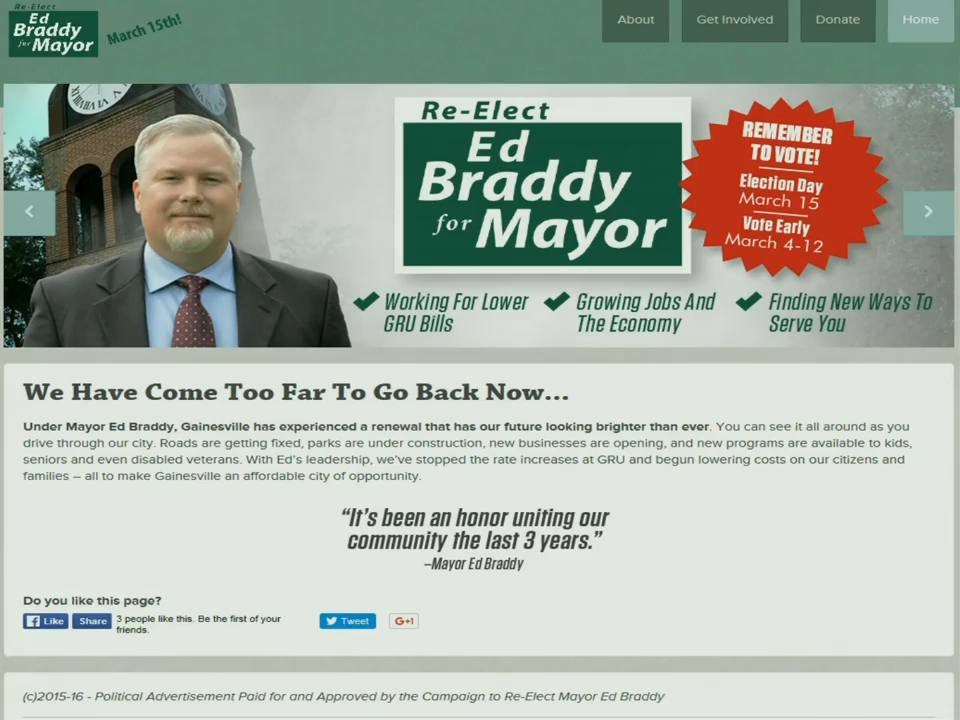 Re-Elect
Ed
Braddy
for Mayor
March 15th!
About
Get Involved
Donate
Home
Re-Elect
Ed
Braddy
for Mayor
REMEMBER
TO VOTE!
Election Day
March 15
Vote Early
March 4-12
Working For Lower
GRU Bills
Growing Jobs And
The Economy
Finding New Ways To
Serve You
We Have Come Too Far To Go Back Now...
Under Mayor Ed Braddy, Gainesville has experienced a renewal that has our future looking brighter than ever. You can see it all around as you
drive through our city. Roads are getting fixed, parks are under construction, new businesses are opening, and new programs are available to kids,
seniors and even disabled veterans. With Ed's leadership, we've stopped the rate increases at GRU and begun lowering costs on our citizens and
families – all to make Gainesville an affordable city of opportunity.
“It's been an honor uniting our
community the last 3 years.”
–Mayor Ed Braddy
Do you like this page?
Like
Share
3 people like this. Be the first of your
friends.
Tweet
G+1
(c)2015-16 - Political Advertisement Paid for and Approved by the Campaign to Re-Elect Mayor Ed Braddy